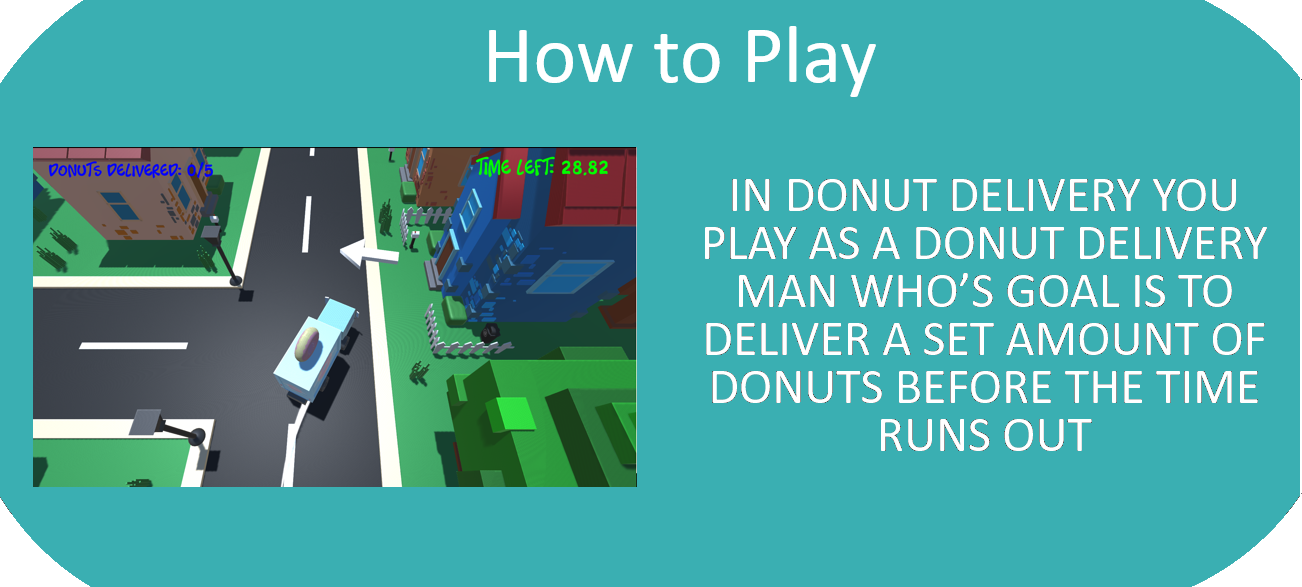 How to Play
DONUTS DELIVERED: 0/5
TIME LEFT: 28.82
IN DONUT DELIVERY YOU
PLAY AS A DONUT DELIVERY
MAN WHO’S GOAL IS TO
DELIVER A SET AMOUNT OF
DONUTS BEFORE THE TIME
RUNS OUT